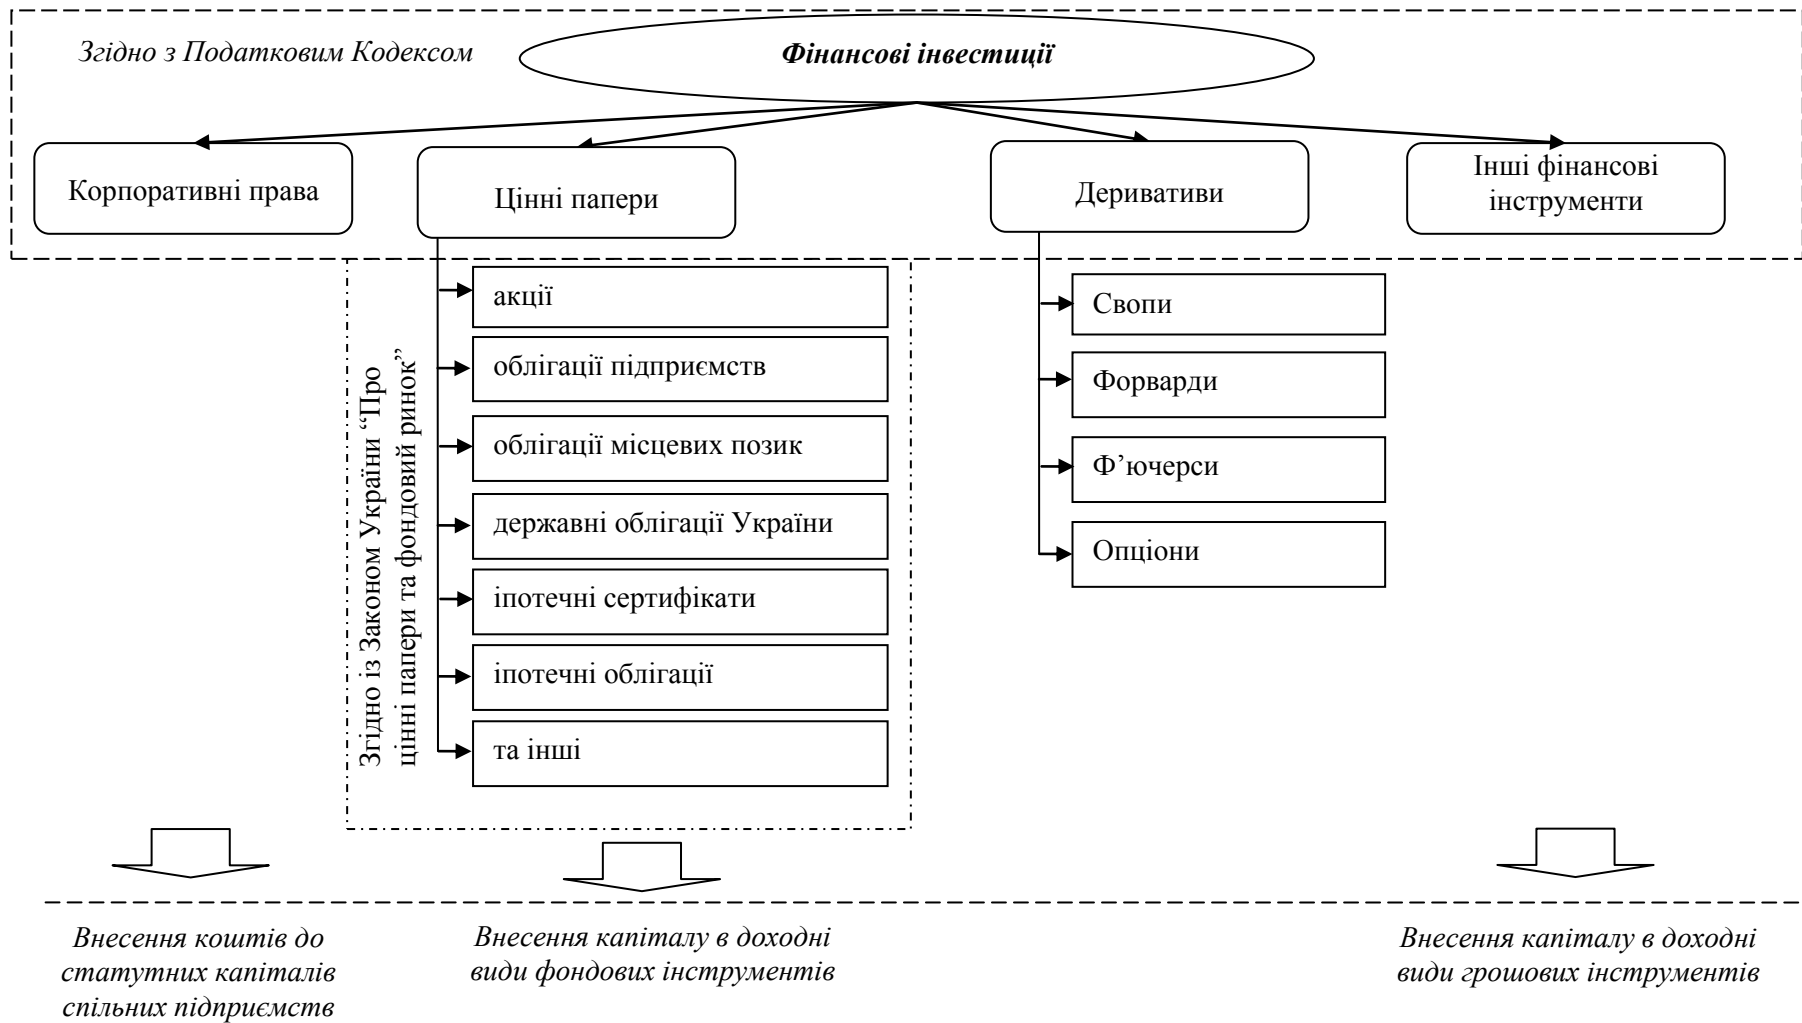 Згідно з Податковим Кодексом
Фінансові інвестиції
Корпоративні права
Цінні папери
Деривативи
Інші фінансові
інструменти
Згідно із Законом України “Про
цінні папери та фондовий ринок”
акції
облігації підприємств
облігації місцевих позик
державні облігації України
іпотечні сертифікати
іпотечні облігації
та інші
Свопи
Форварди
Ф’ючерси
Опціони
Внесення коштів до
статутних капіталів
спільних підприємств
Внесення капіталу в доходні
види фондових інструментів
Внесення капіталу в доходні
види грошових інструментів